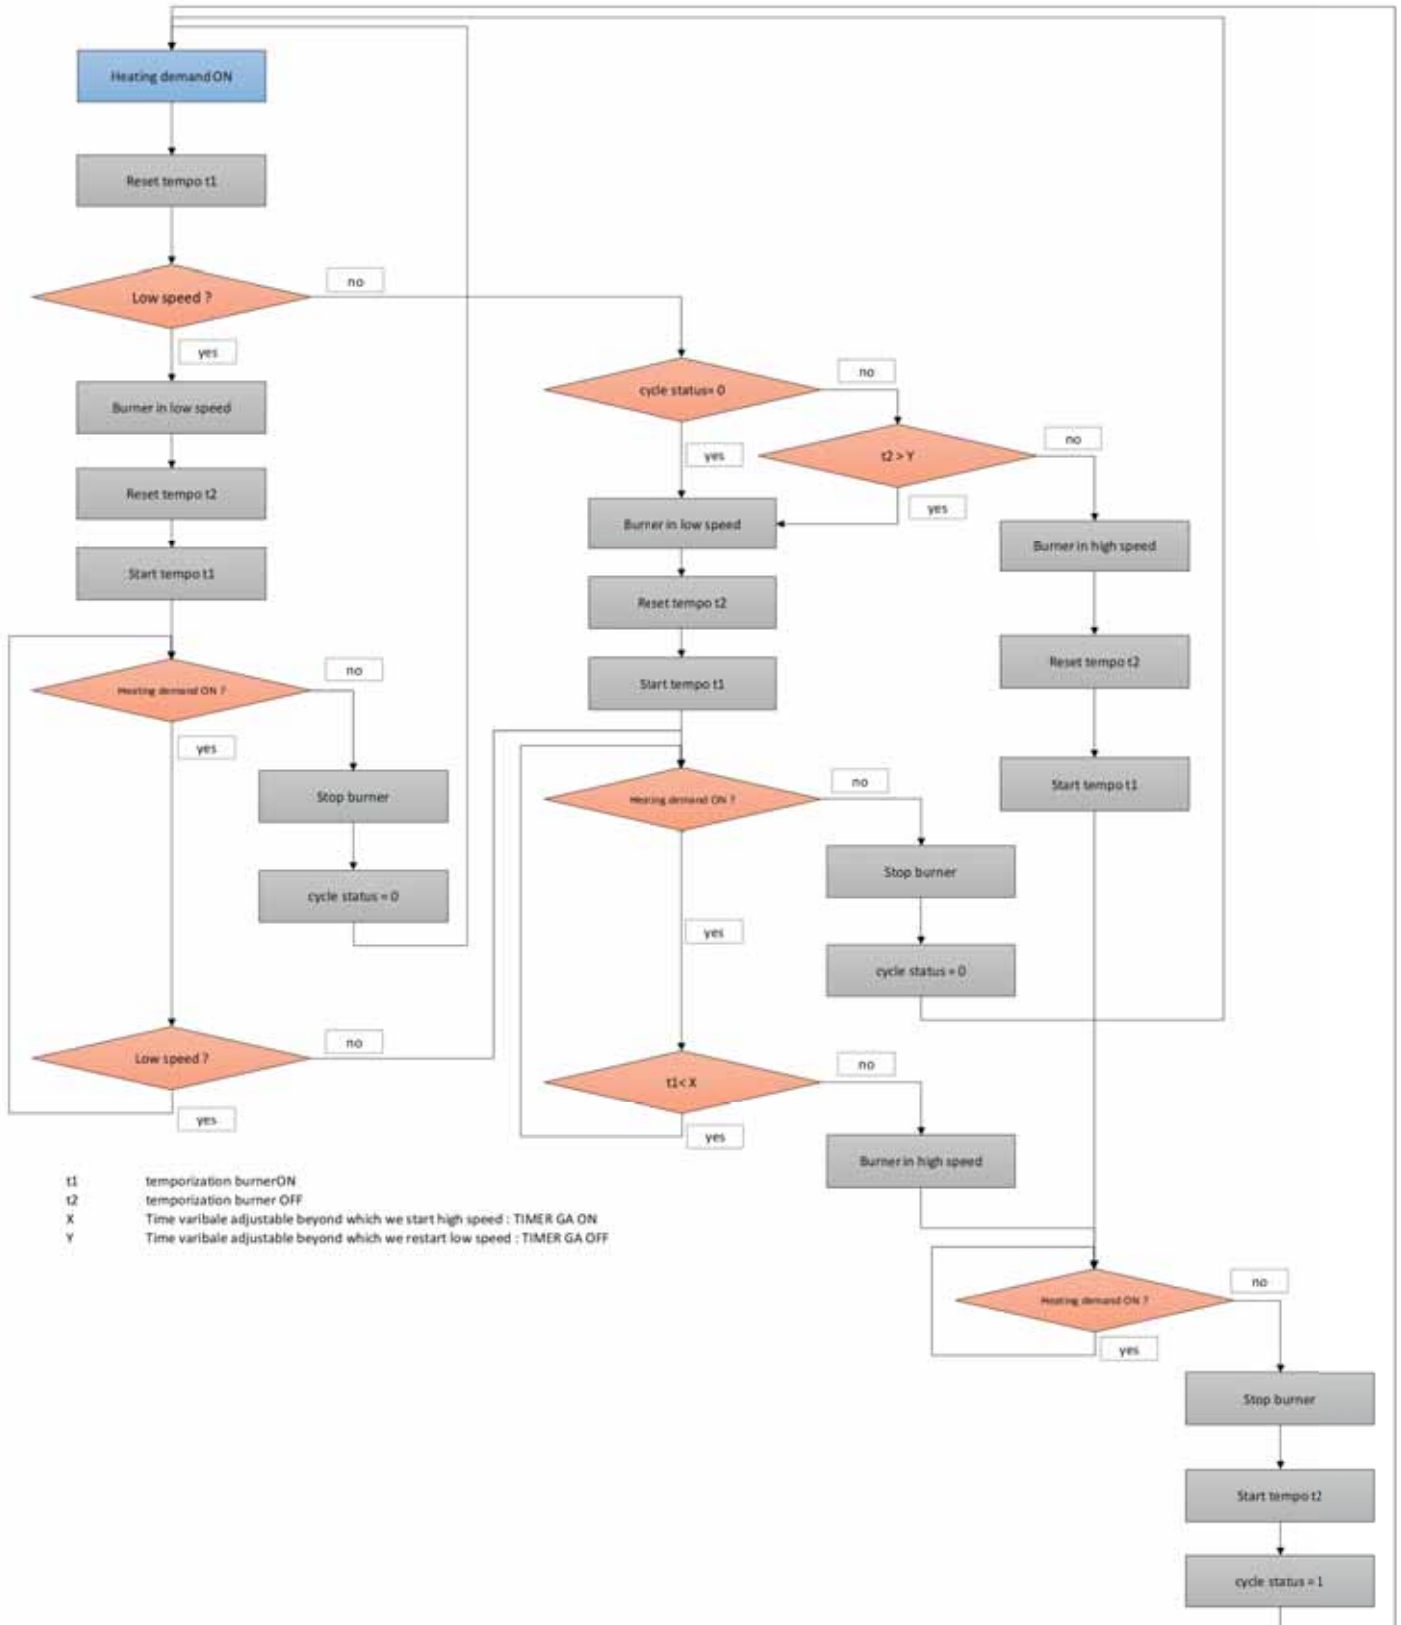 Heating demand ON
Reset tempo t1
Low speed ?
no
yes
Burner in low speed
Reset tempo t2
Start tempo t1
Heating demand ON ?
no
yes
Stop burner
cycle status = 0
Low speed ?
no
yes
cycle status= 0
no
yes
t2 > Y
no
yes
Burner in low speed
Reset tempo t2
Start tempo t1
Burner in high speed
Reset tempo t2
Start tempo t1
Heating demand ON ?
no
yes
Stop burner
cycle status = 0
t1< X
no
yes
Burner in high speed
t1 temporization burnerON
t2 temporization burner OFF
X Time varibale adjustable beyond which we start high speed : TIMER GA ON
Y Time varibale adjustable beyond which we restart low speed : TIMER GA OFF
Heating demand ON ?
no
yes
Stop burner
Start tempo t2
cycle status = 1